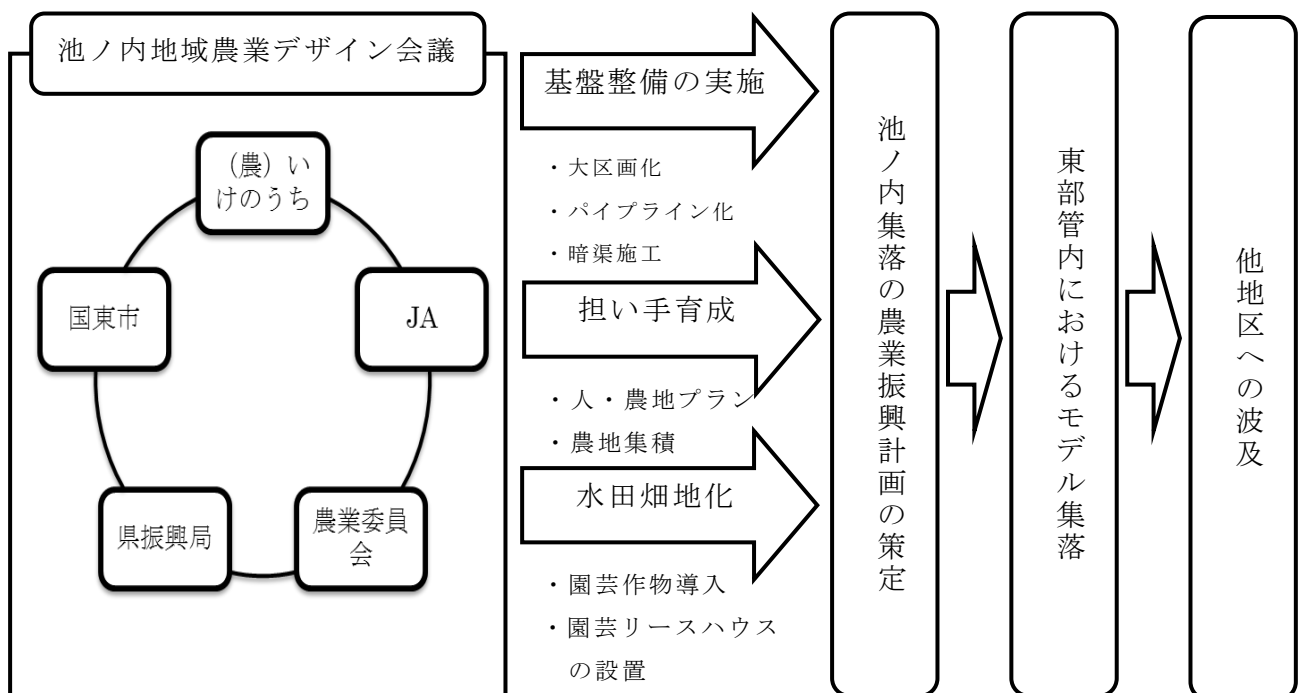 池ノ内地域農業デザイン会議
（農）い
けのうち
国東市
JA
県振興局
農業委員
会
基盤整備の実施
・大区画化
・パイプライン化
・暗渠施工
担い手育成
・人・農地プラン
・農地集積
水田畑地化
・園芸作物導入
・園芸リースハウス
の設置
池ノ内集落の農業振興計画の策定
東部管内におけるモデル集落
他地区への波及